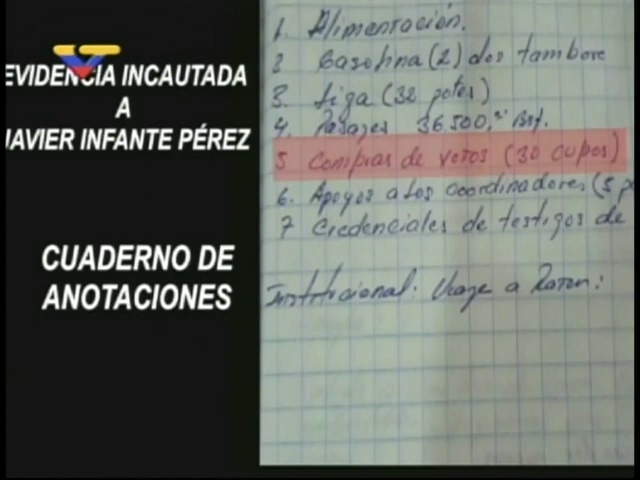 EVIDENCIA INCAUTADA
A
JAVIER INFANTE PÉREZ
CUADERNO DE
ANOTACIONES
1. Alimentación.
2 Gasolina (2) dos tambore
3. Liga (32 potes)
4. Pasajes 36.500, Bsf.
5 Compras de votos (30 cupos)
6. Apoyos a los coordinadores (5 p
7 Credenciales de testigos de
Institucional: Viaje a Raton: